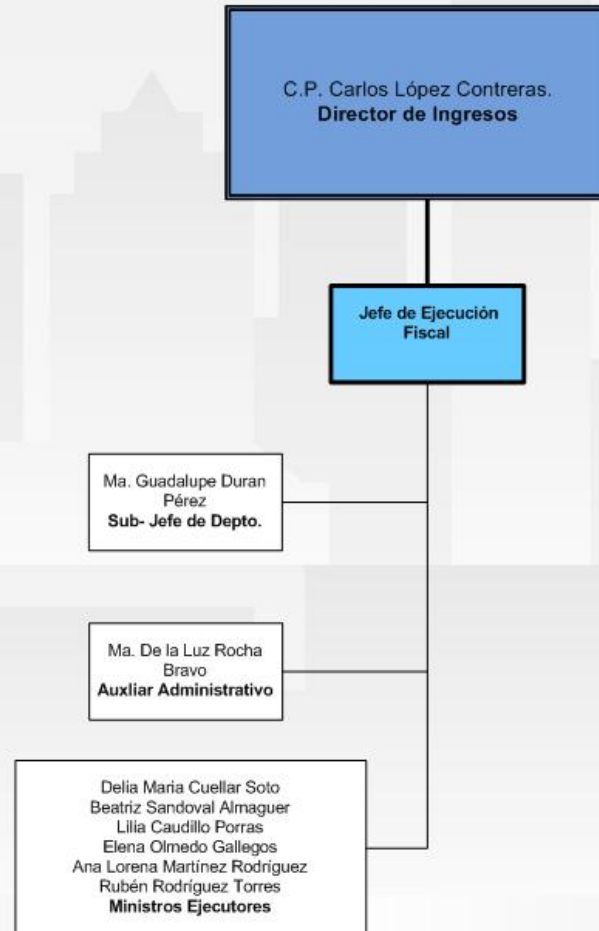 C.P. Carlos López Contreras.
Director de Ingresos
Jefe de Ejecución
Fiscal
Ma. Guadalupe Duran
Pérez
Sub- Jefe de Depto.
Ma. De la Luz Rocha
Bravo
Auxliar Administrativo
Delia Maria Cuellar Soto
Beatriz Sandoval Almaguer
Lilia Caudillo Porras
Elena Olmedo Gallegos
Ana Lorena Martínez Rodríguez
Rubén Rodríguez Torres
Ministros Ejecutores